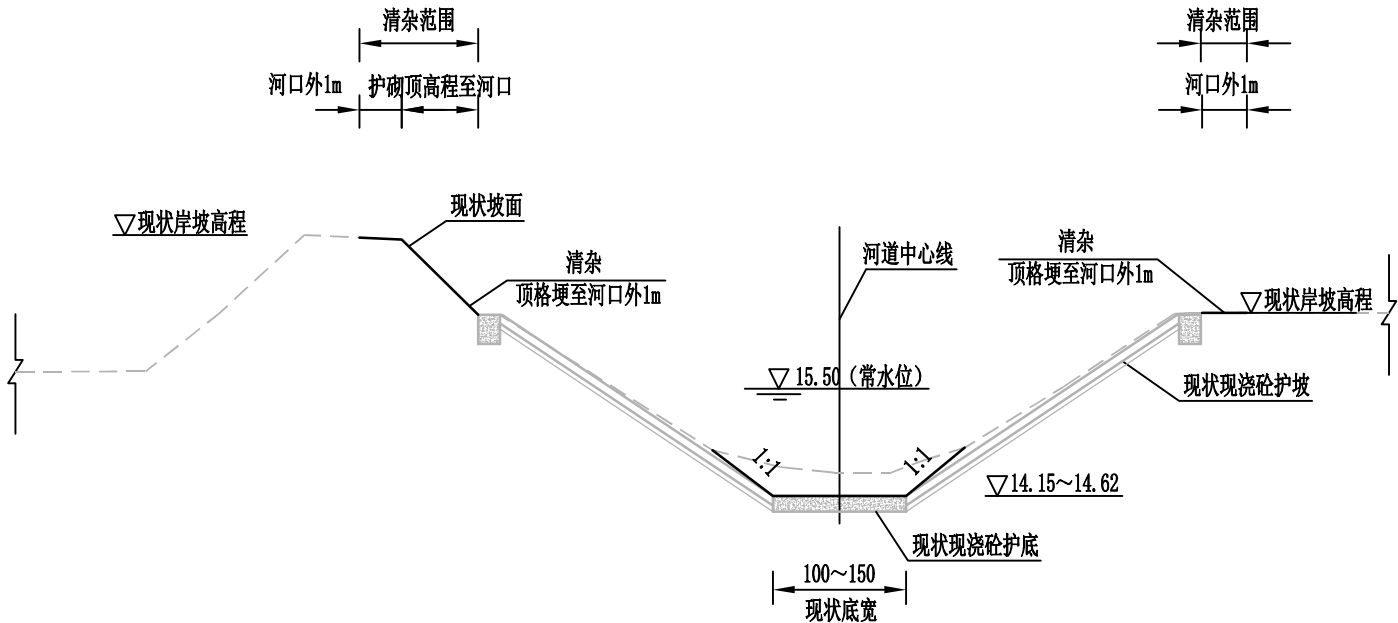 清杂范围
清杂范围
河口外1m
护砌顶高程至河口
河口外1m
现状岸坡高程
现状坡面
清杂
顶格埂至河口外1m
河道中心线
清杂
顶格埂至河口外1m
现状岸坡高程
15.50（常水位）
现状现浇砼护坡
1:1
1:1
14.15～14.62
现状现浇砼护底
100～150
现状底宽